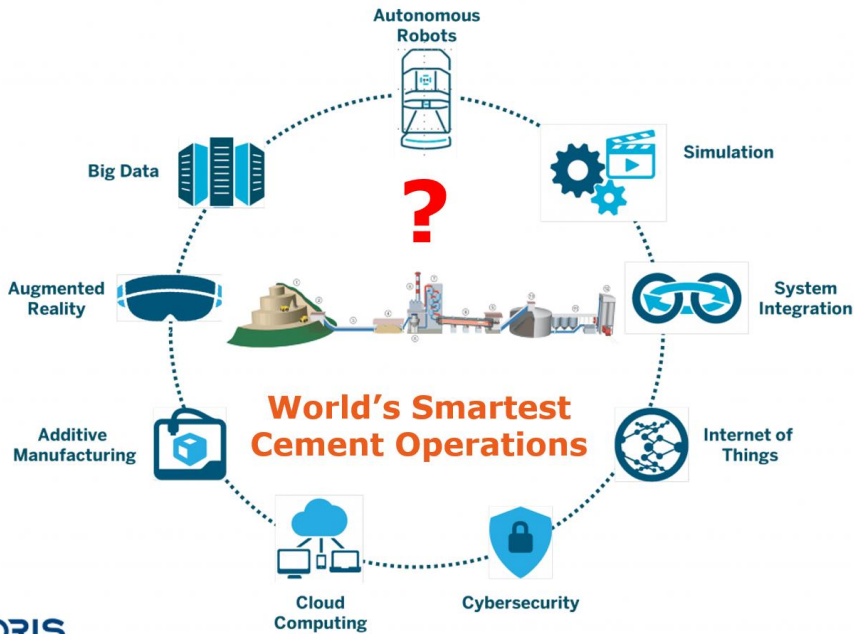 Autonomous
Robots
Big Data
Simulation
?
Augmented
Reality
System
Integration
World's Smartest
Cement Operations
Additive
Manufacturing
Internet of
Things
Cloud
Computing
Cybersecurity